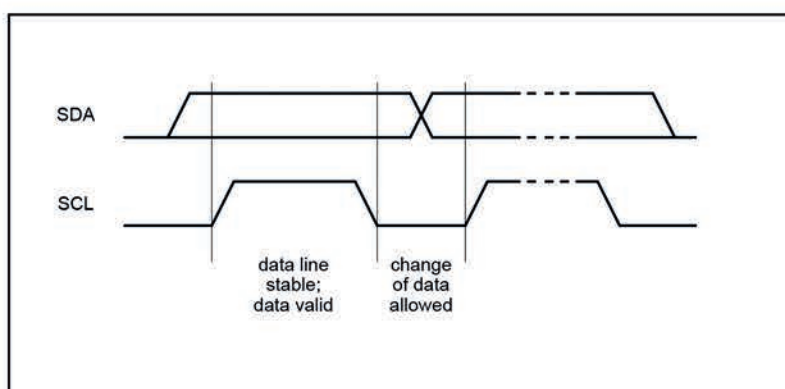 SDA
SCL
data line
stable;
data valid
change
of data
allowed